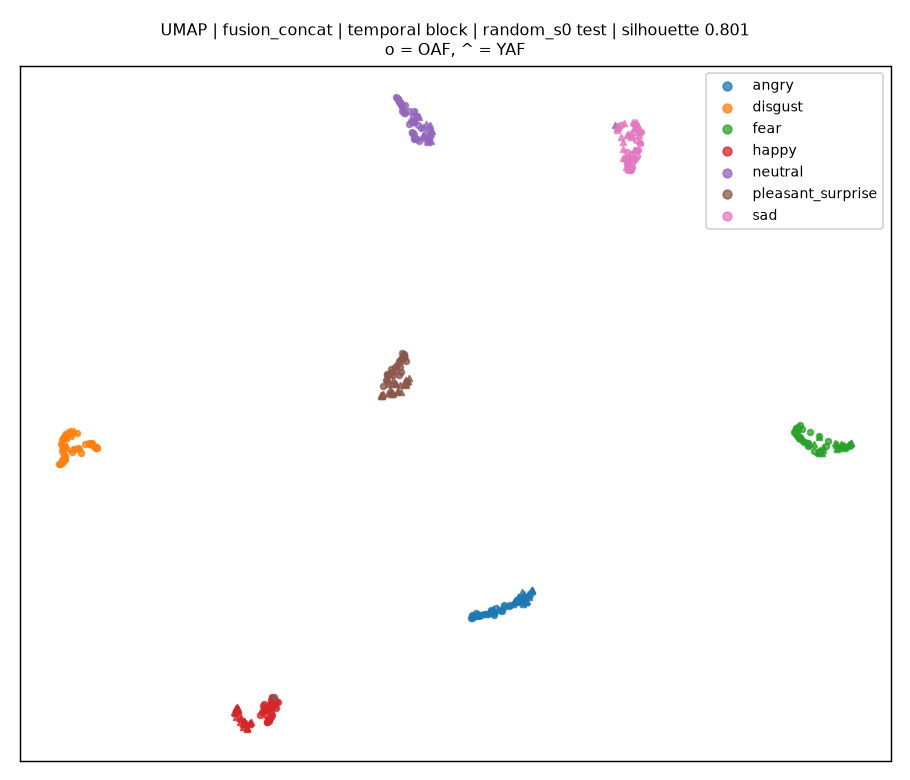 UMAP | fusion_concat | temporal block | random_s0 test | silhouette 0.801
o = OAF, ^ = YAF
angry
disgust
fear
happy
neutral
pleasant_surprise
sad